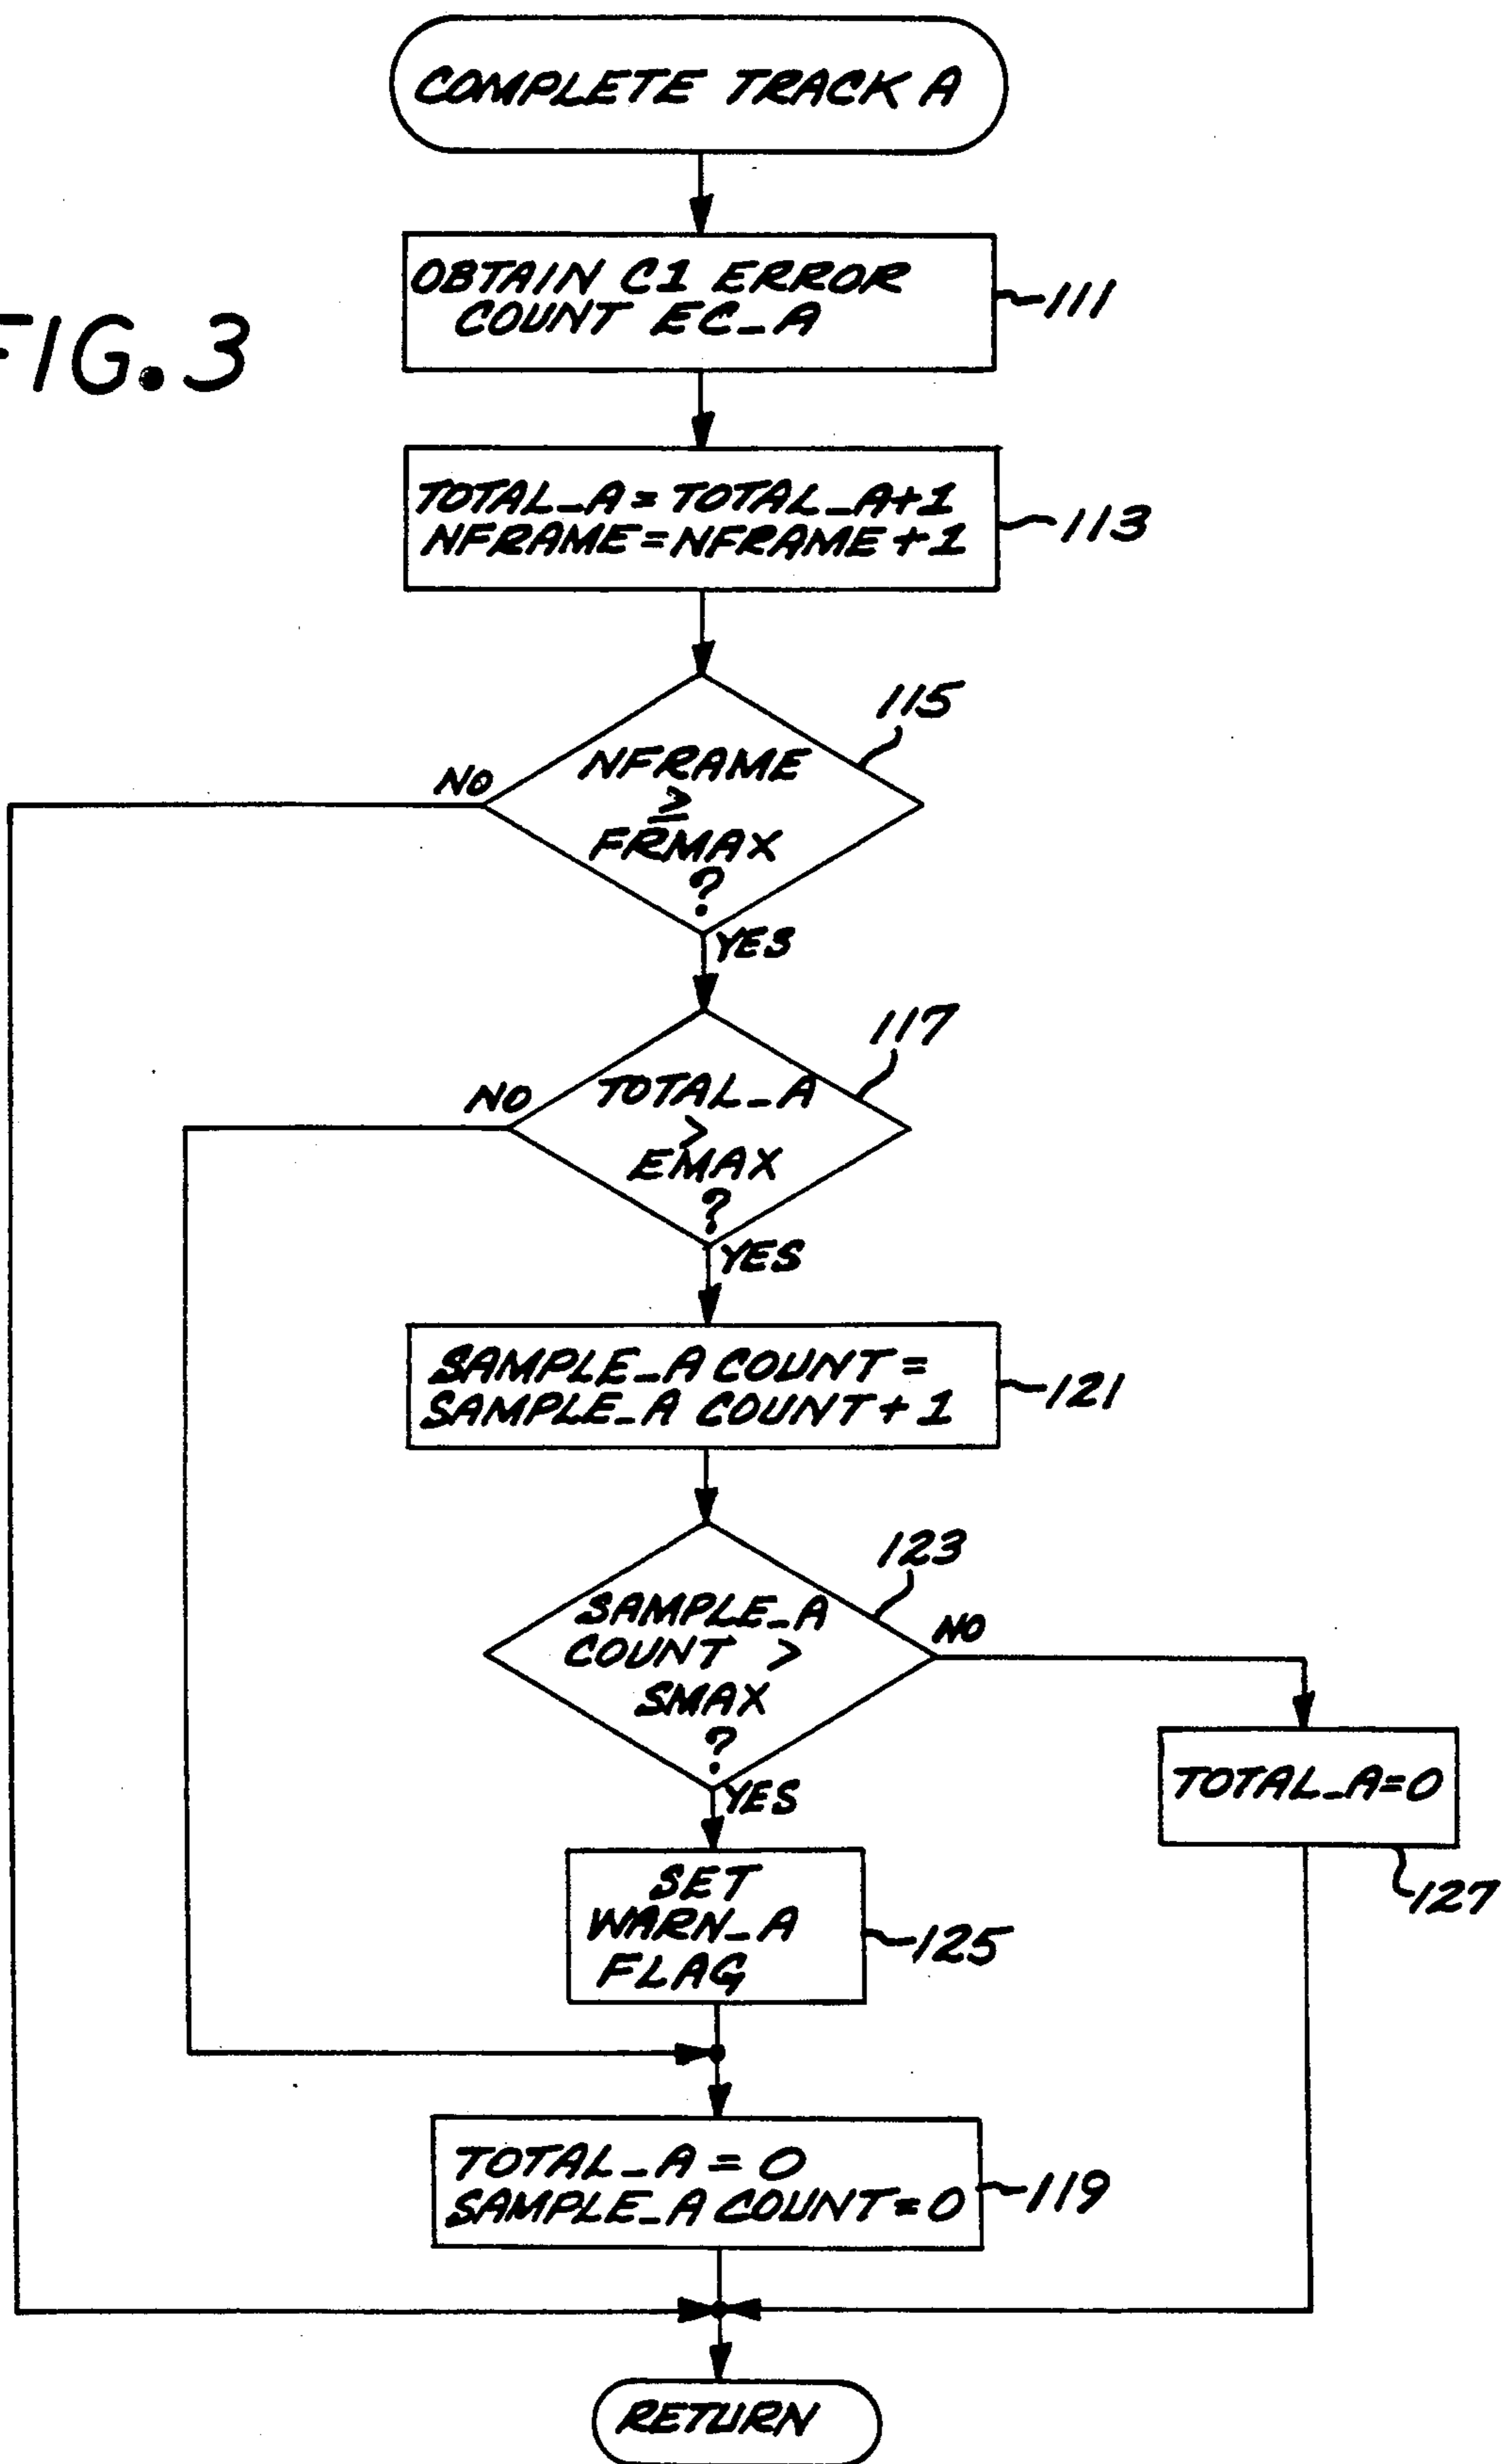 COMPLETE TRACK A
OBTAIN C1 ERROR
COUNT EC_A
111
FIG. 3
TOTAL_A = TOTAL_A+1
NFRAME = NFRAME + 1
113
115
NO
NFRAME
≥
FRMAX
?
YES
117
NO
TOTAL_A
>
EMAX
?
YES
SAMPLE_A COUNT =
SAMPLE_A COUNT + 1
121
123
SAMPLE_A
COUNT >
SMAX
?
NO
YES
TOTAL_A=0
127
SET
WARN_A
FLAG
125
TOTAL_A = 0
SAMPLE_A COUNT = 0
119
RETURN